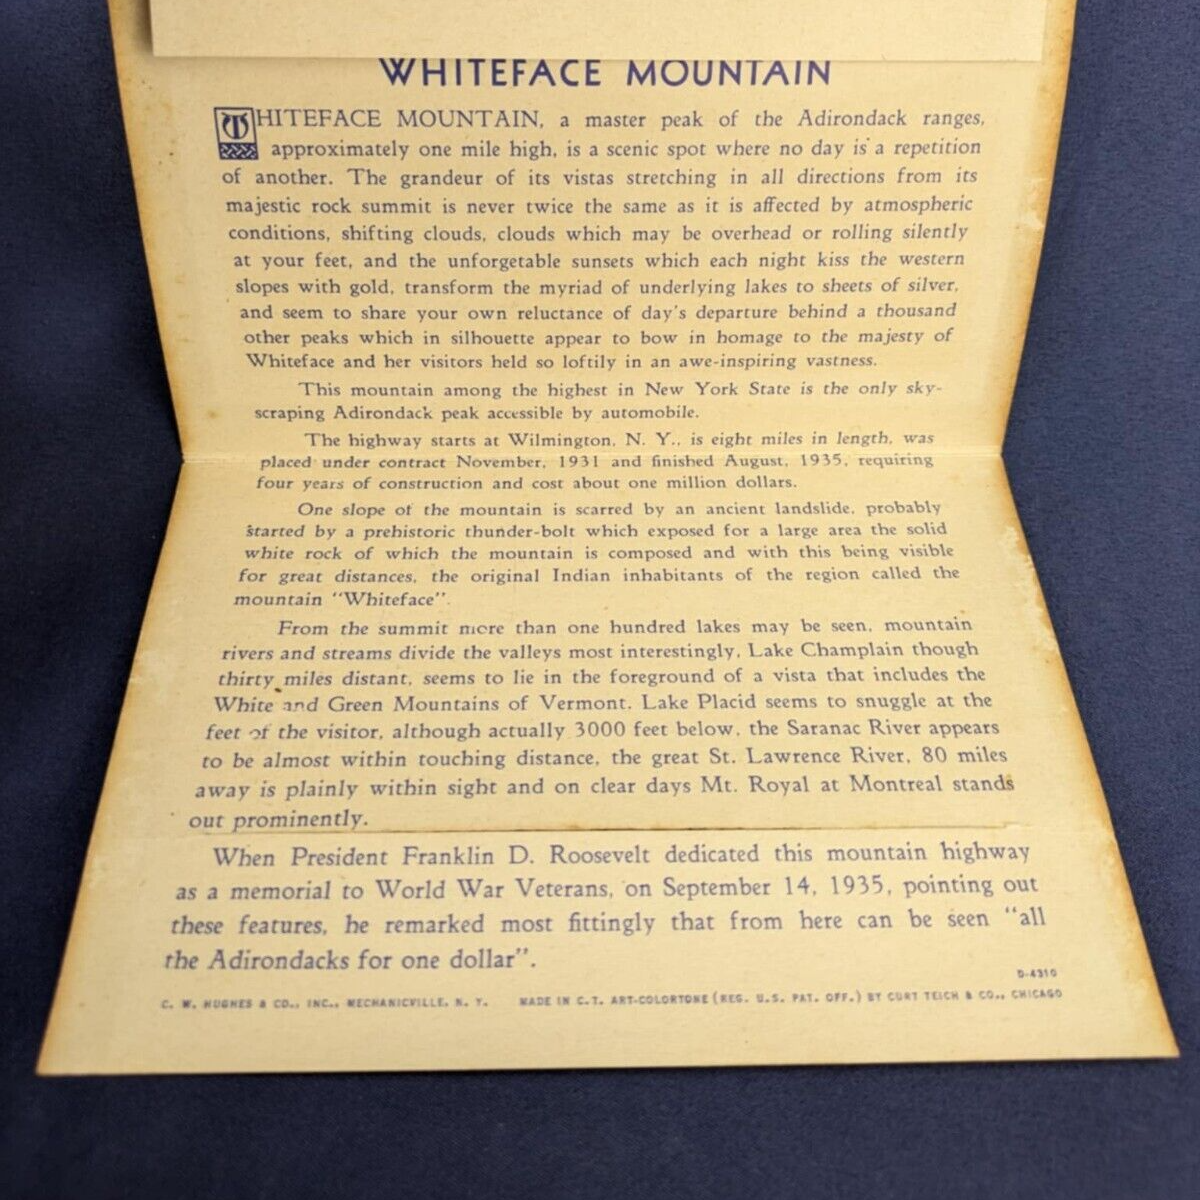 WHITEFACE MOUNTAIN
WHITEFACE MOUNTAIN, a master peak of the Adirondack ranges,
approximately one mile high, is a scenic spot where no day is a repetition
of another. The grandeur of its vistas stretching in all directions from its
majestic rock summit is never twice the same as it is affected by atmospheric
conditions, shifting clouds, clouds which may be overhead or rolling silently
at your feet, and the unforgetable sunsets which each night kiss the western
slopes with gold, transform the myriad of underlying lakes to sheets of silver,
and seem to share your own reluctance of day's departure behind a thousand
other peaks which in silhouette appear to bow in homage to the majesty of
Whiteface and her visitors held so loftily in an awe-inspiring vastness.
This mountain among the highest in New York State is the only sky-
scraping Adirondack peak accessible by automobile.
The highway starts at Wilmington, N. Y., is eight miles in length, was
placed under contract November, 1931 and finished August, 1935, requiring
four years of construction and cost about one million dollars.
One slope of the mountain is scarred by an ancient landslide, probably
started by a prehistoric thunder-bolt which exposed for a large area the solid
white rock of which the mountain is composed and with this being visible
for great distances, the original Indian inhabitants of the region called the
mountain "Whiteface".
From the summit more than one hundred lakes may be seen, mountain
rivers and streams divide the valleys most interestingly, Lake Champlain though
thirty miles distant, seems to lie in the foreground of a vista that includes the
White and Green Mountains of Vermont. Lake Placid seems to snuggle at the
feet of the visitor, although actually 3000 feet below, the Saranac River appears
to be almost within touching distance, the great St. Lawrence River, 80 miles
away is plainly within sight and on clear days Mt. Royal at Montreal stands
out prominently.
When President Franklin D. Roosevelt dedicated this mountain highway
as a memorial to World War Veterans, on September 14, 1935, pointing out
these features, he remarked most fittingly that from here can be seen "all
the Adirondacks for one dollar".
D-4310
C. W. HUGHES & CO., INC., MECHANICVILLE, N. Y. MADE IN C.T. ART-COLORTONE (REG. U.S. PAT. OFF.) BY CURT TEICH & CO., CHICAGO